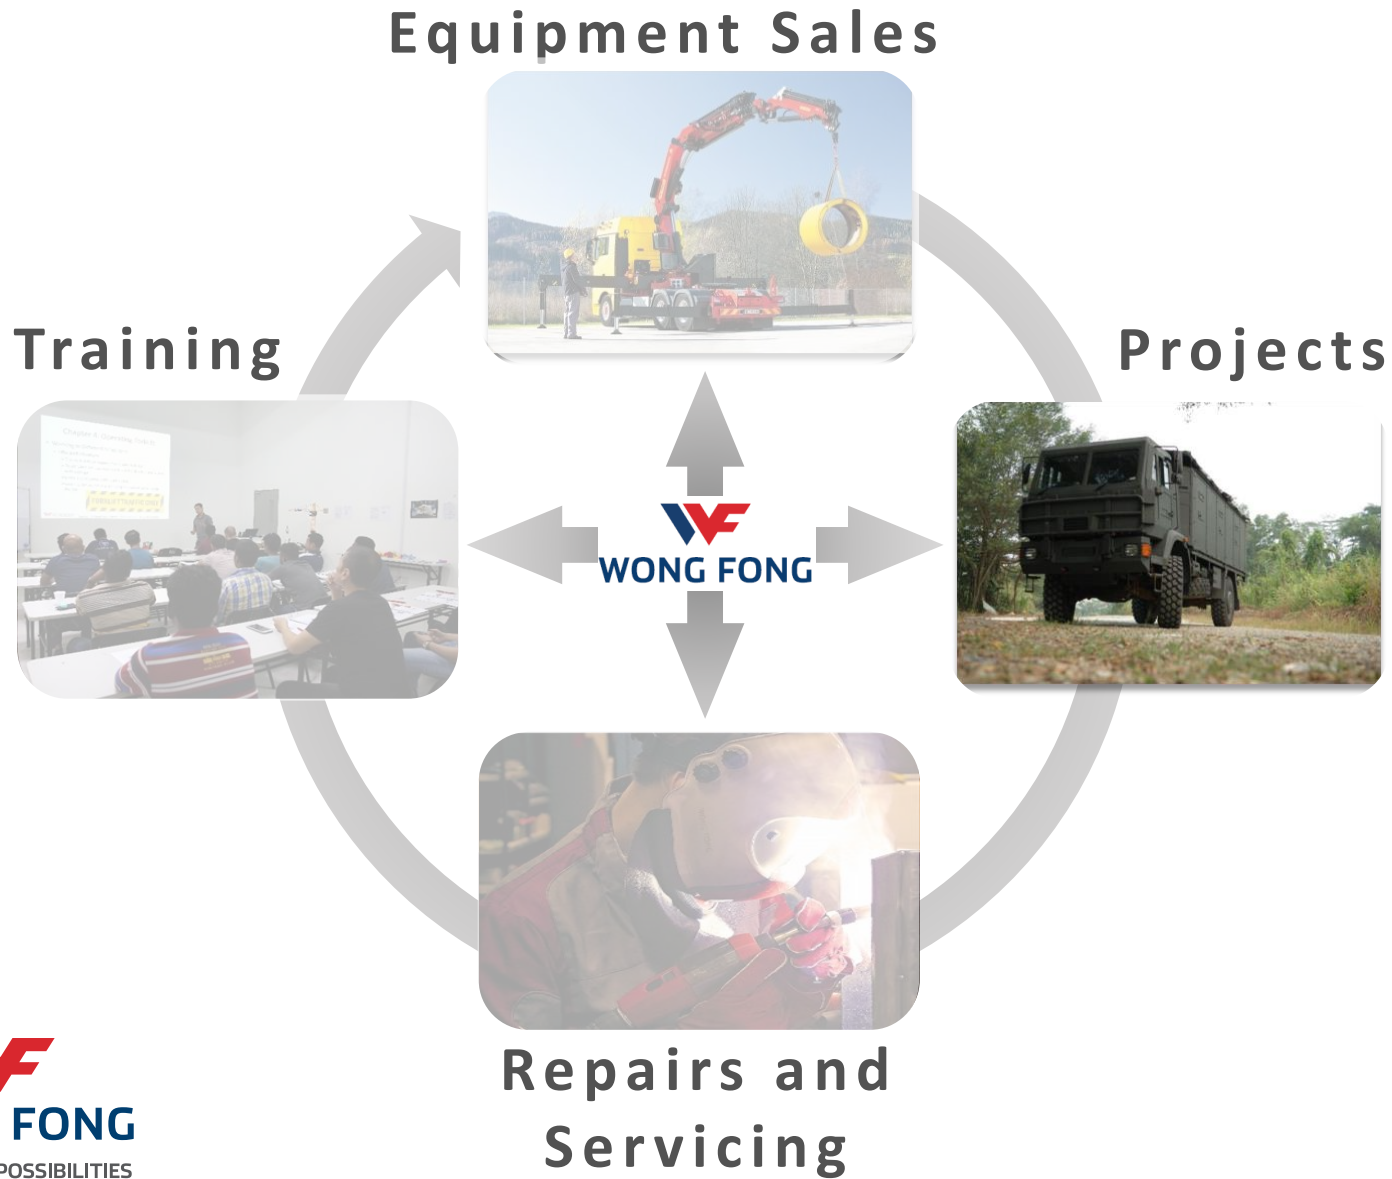 Equipment Sales
Training
Projects
WONG FONG
Repairs and
Servicing
FONG
POSSIBILITIES